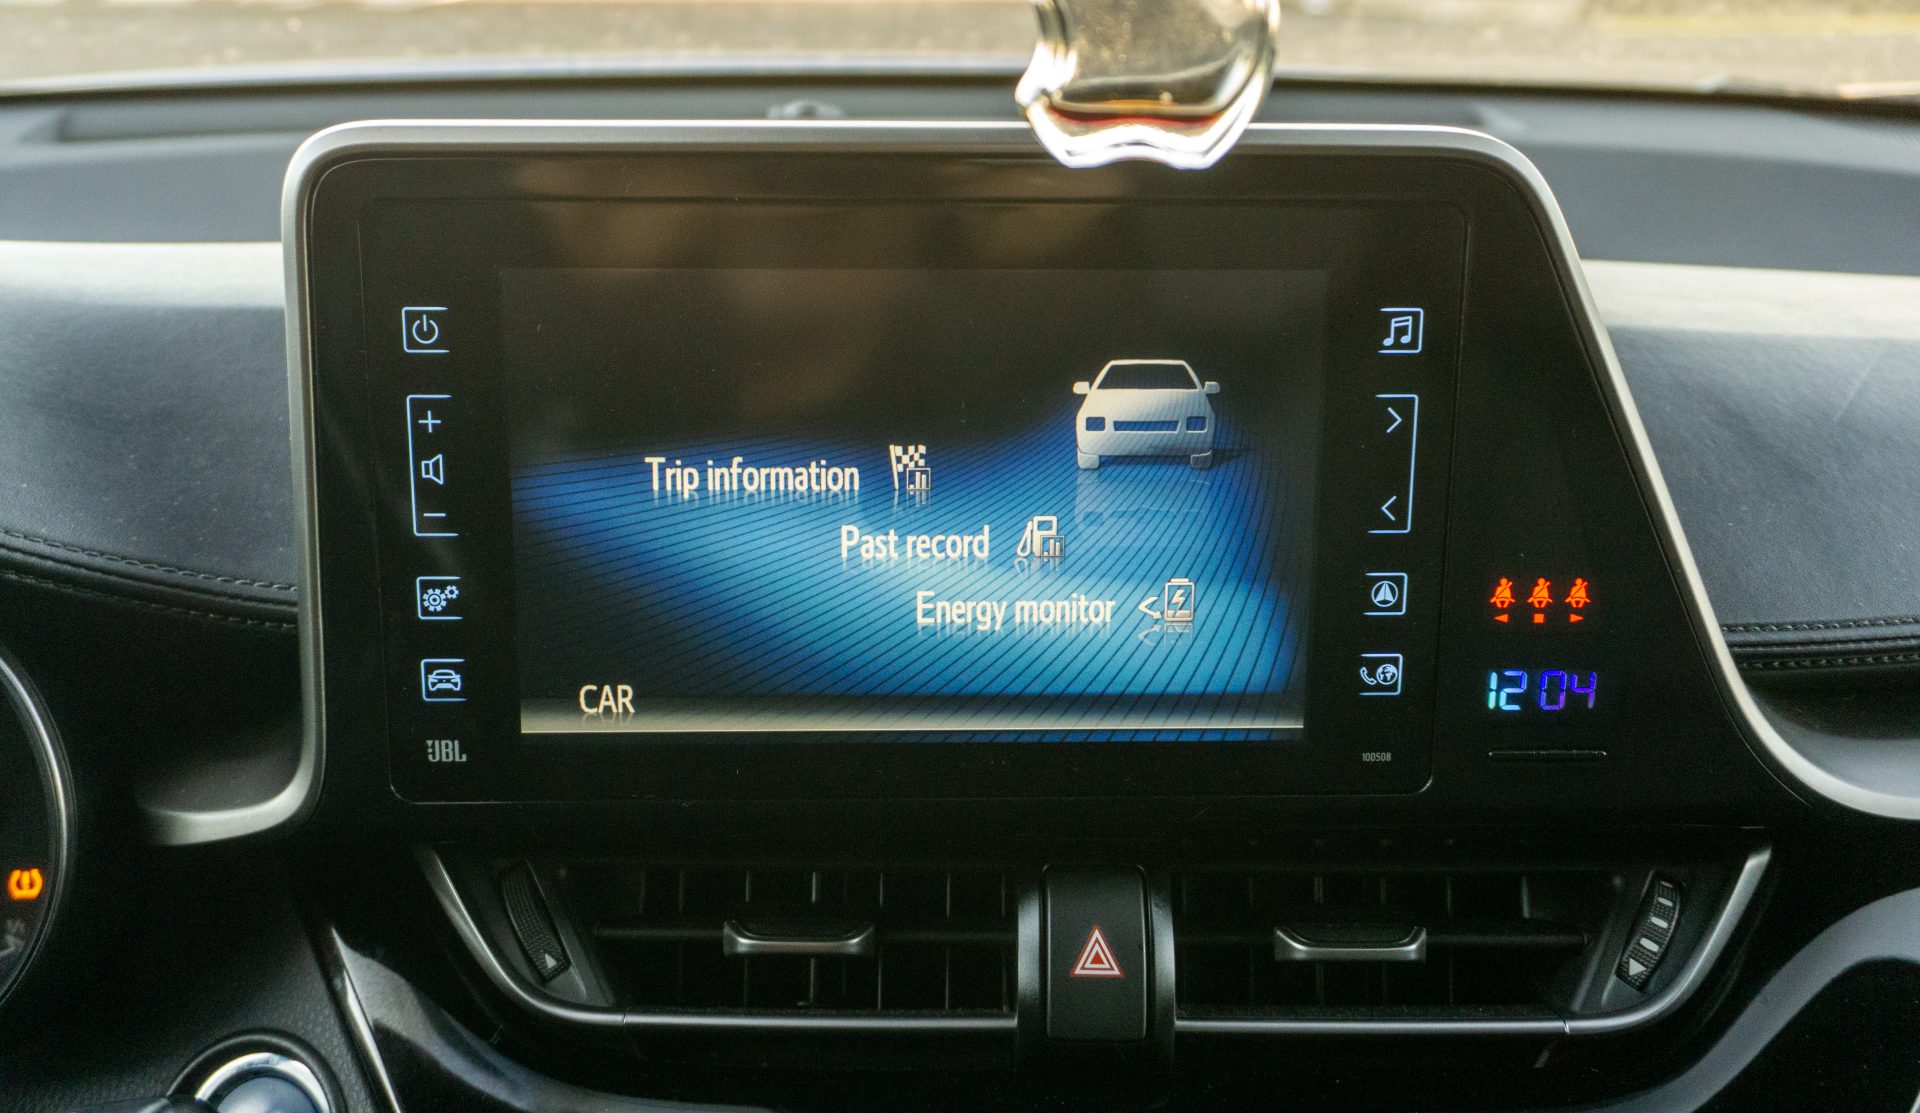 Trip information
Past record
Energy monitor
CAR
JBL
100508
12 04